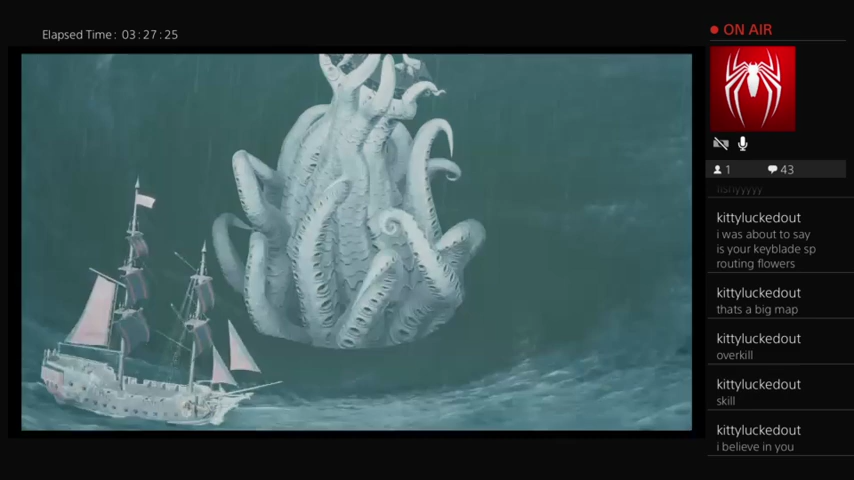 Elapsed Time: 03:27:25
ON AIR
1 43
fishyyyyy
kittyluckedout
i was about to say
is your keyblade sp
routing flowers
kittyluckedout
thats a big map
kittyluckedout
overkill
kittyluckedout
skill
kittyluckedout
i believe in you